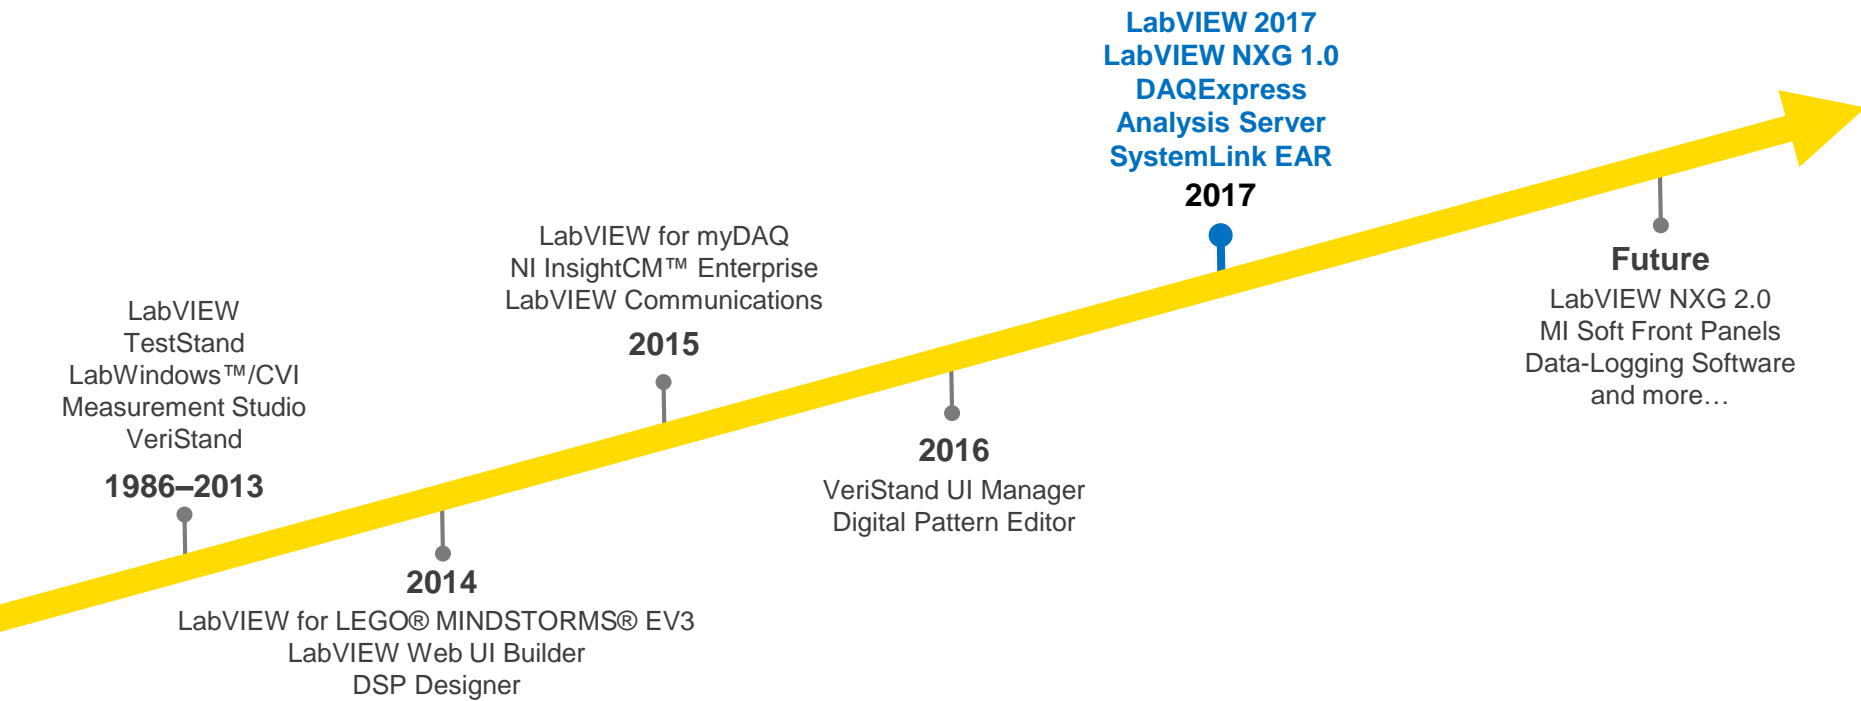 LabVIEW
TestStand
LabWindows™/CVI
Measurement Studio
VeriStand
1986–2013
2014
LabVIEW for LEGO® MINDSTORMS® EV3
LabVIEW Web UI Builder
DSP Designer
LabVIEW for myDAQ
NI InsightCM™ Enterprise
LabVIEW Communications
2015
2016
VeriStand UI Manager
Digital Pattern Editor
LabVIEW 2017
LabVIEW NXG 1.0
DAQExpress
Analysis Server
SystemLink EAR
2017
Future
LabVIEW NXG 2.0
MI Soft Front Panels
Data-Logging Software
and more…